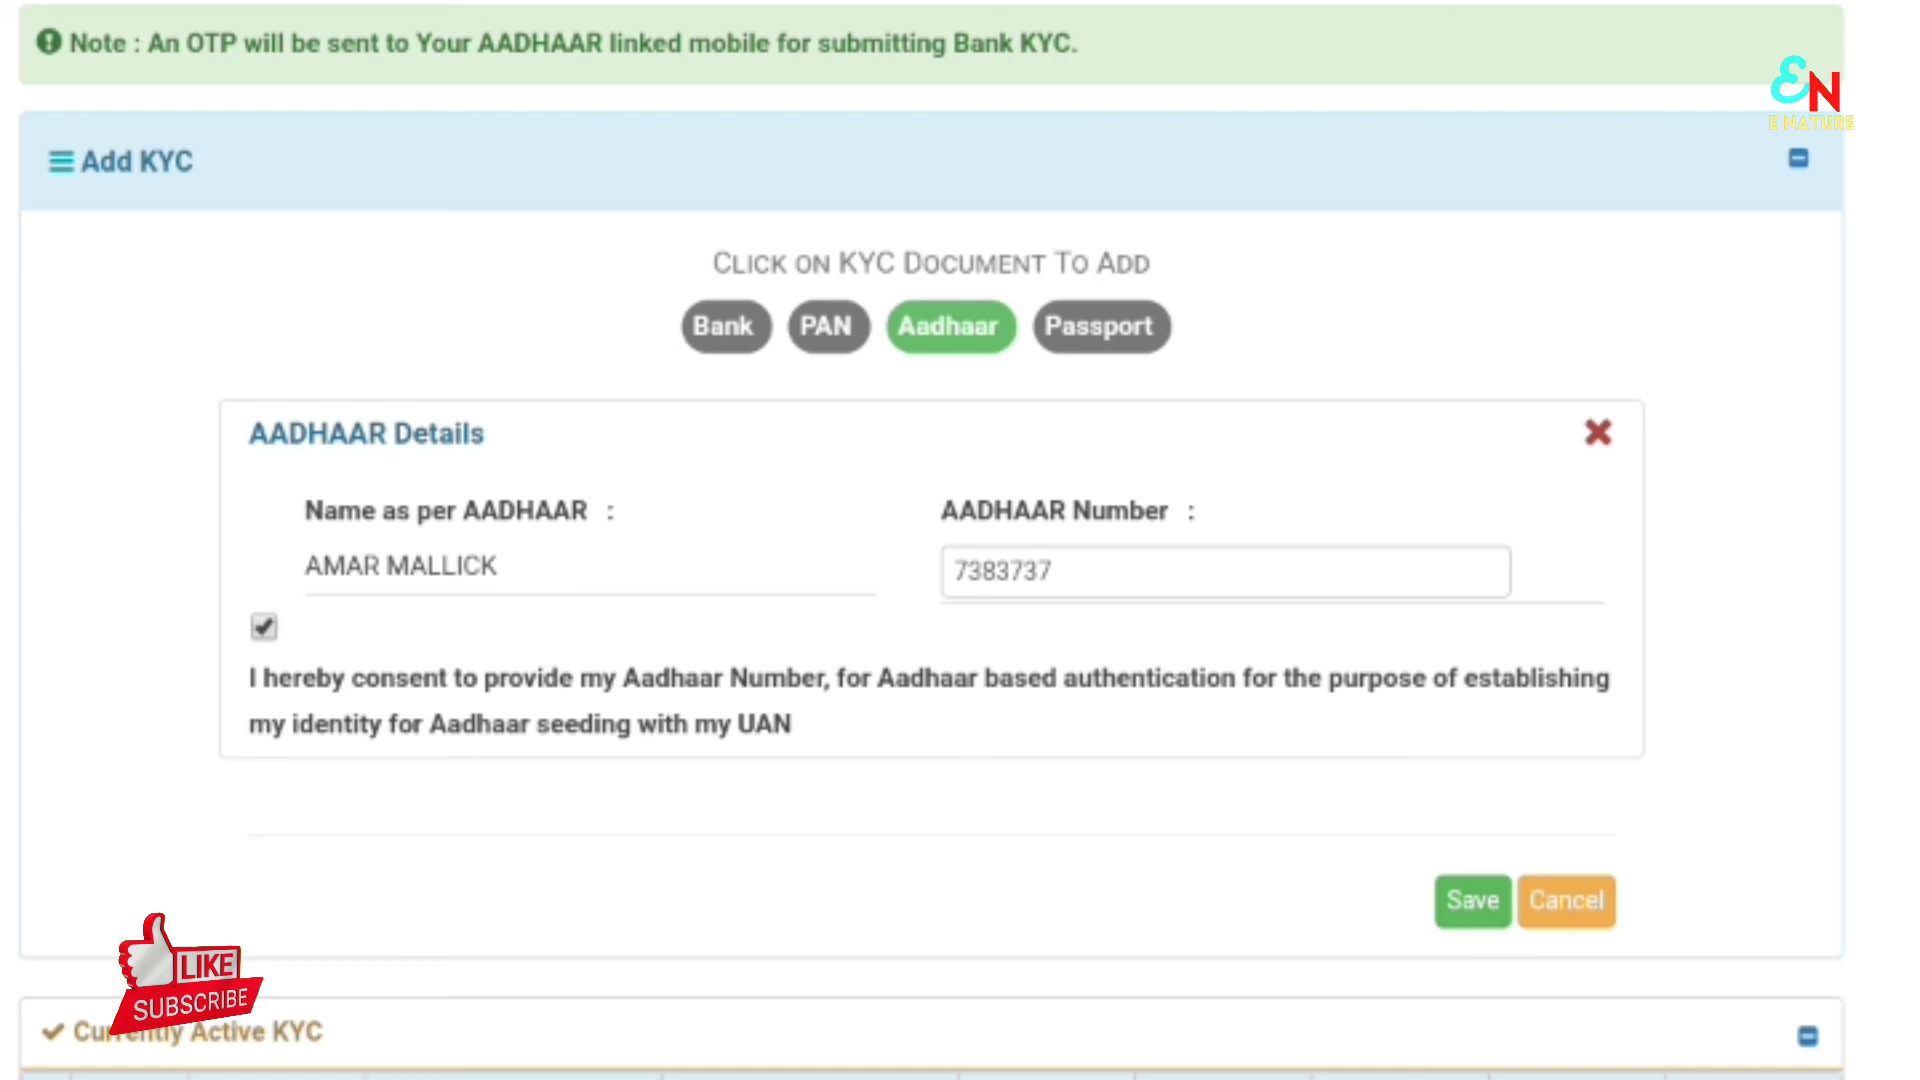 Note : An OTP will be sent to Your AADHAAR linked mobile for submitting Bank KYC.
EN
E NATURE
Add KYC
CLICK ON KYC DOCUMENT TO ADD
Bank PAN Aadhaar Passport
AADHAAR Details
Name as per AADHAAR : AADHAAR Number :
AMAR MALLICK 7383737
I hereby consent to provide my Aadhaar Number, for Aadhaar based authentication for the purpose of establishing
my identity for Aadhaar seeding with my UAN
Save Cancel
LIKE
SUBSCRIBE
Currently Active KYC